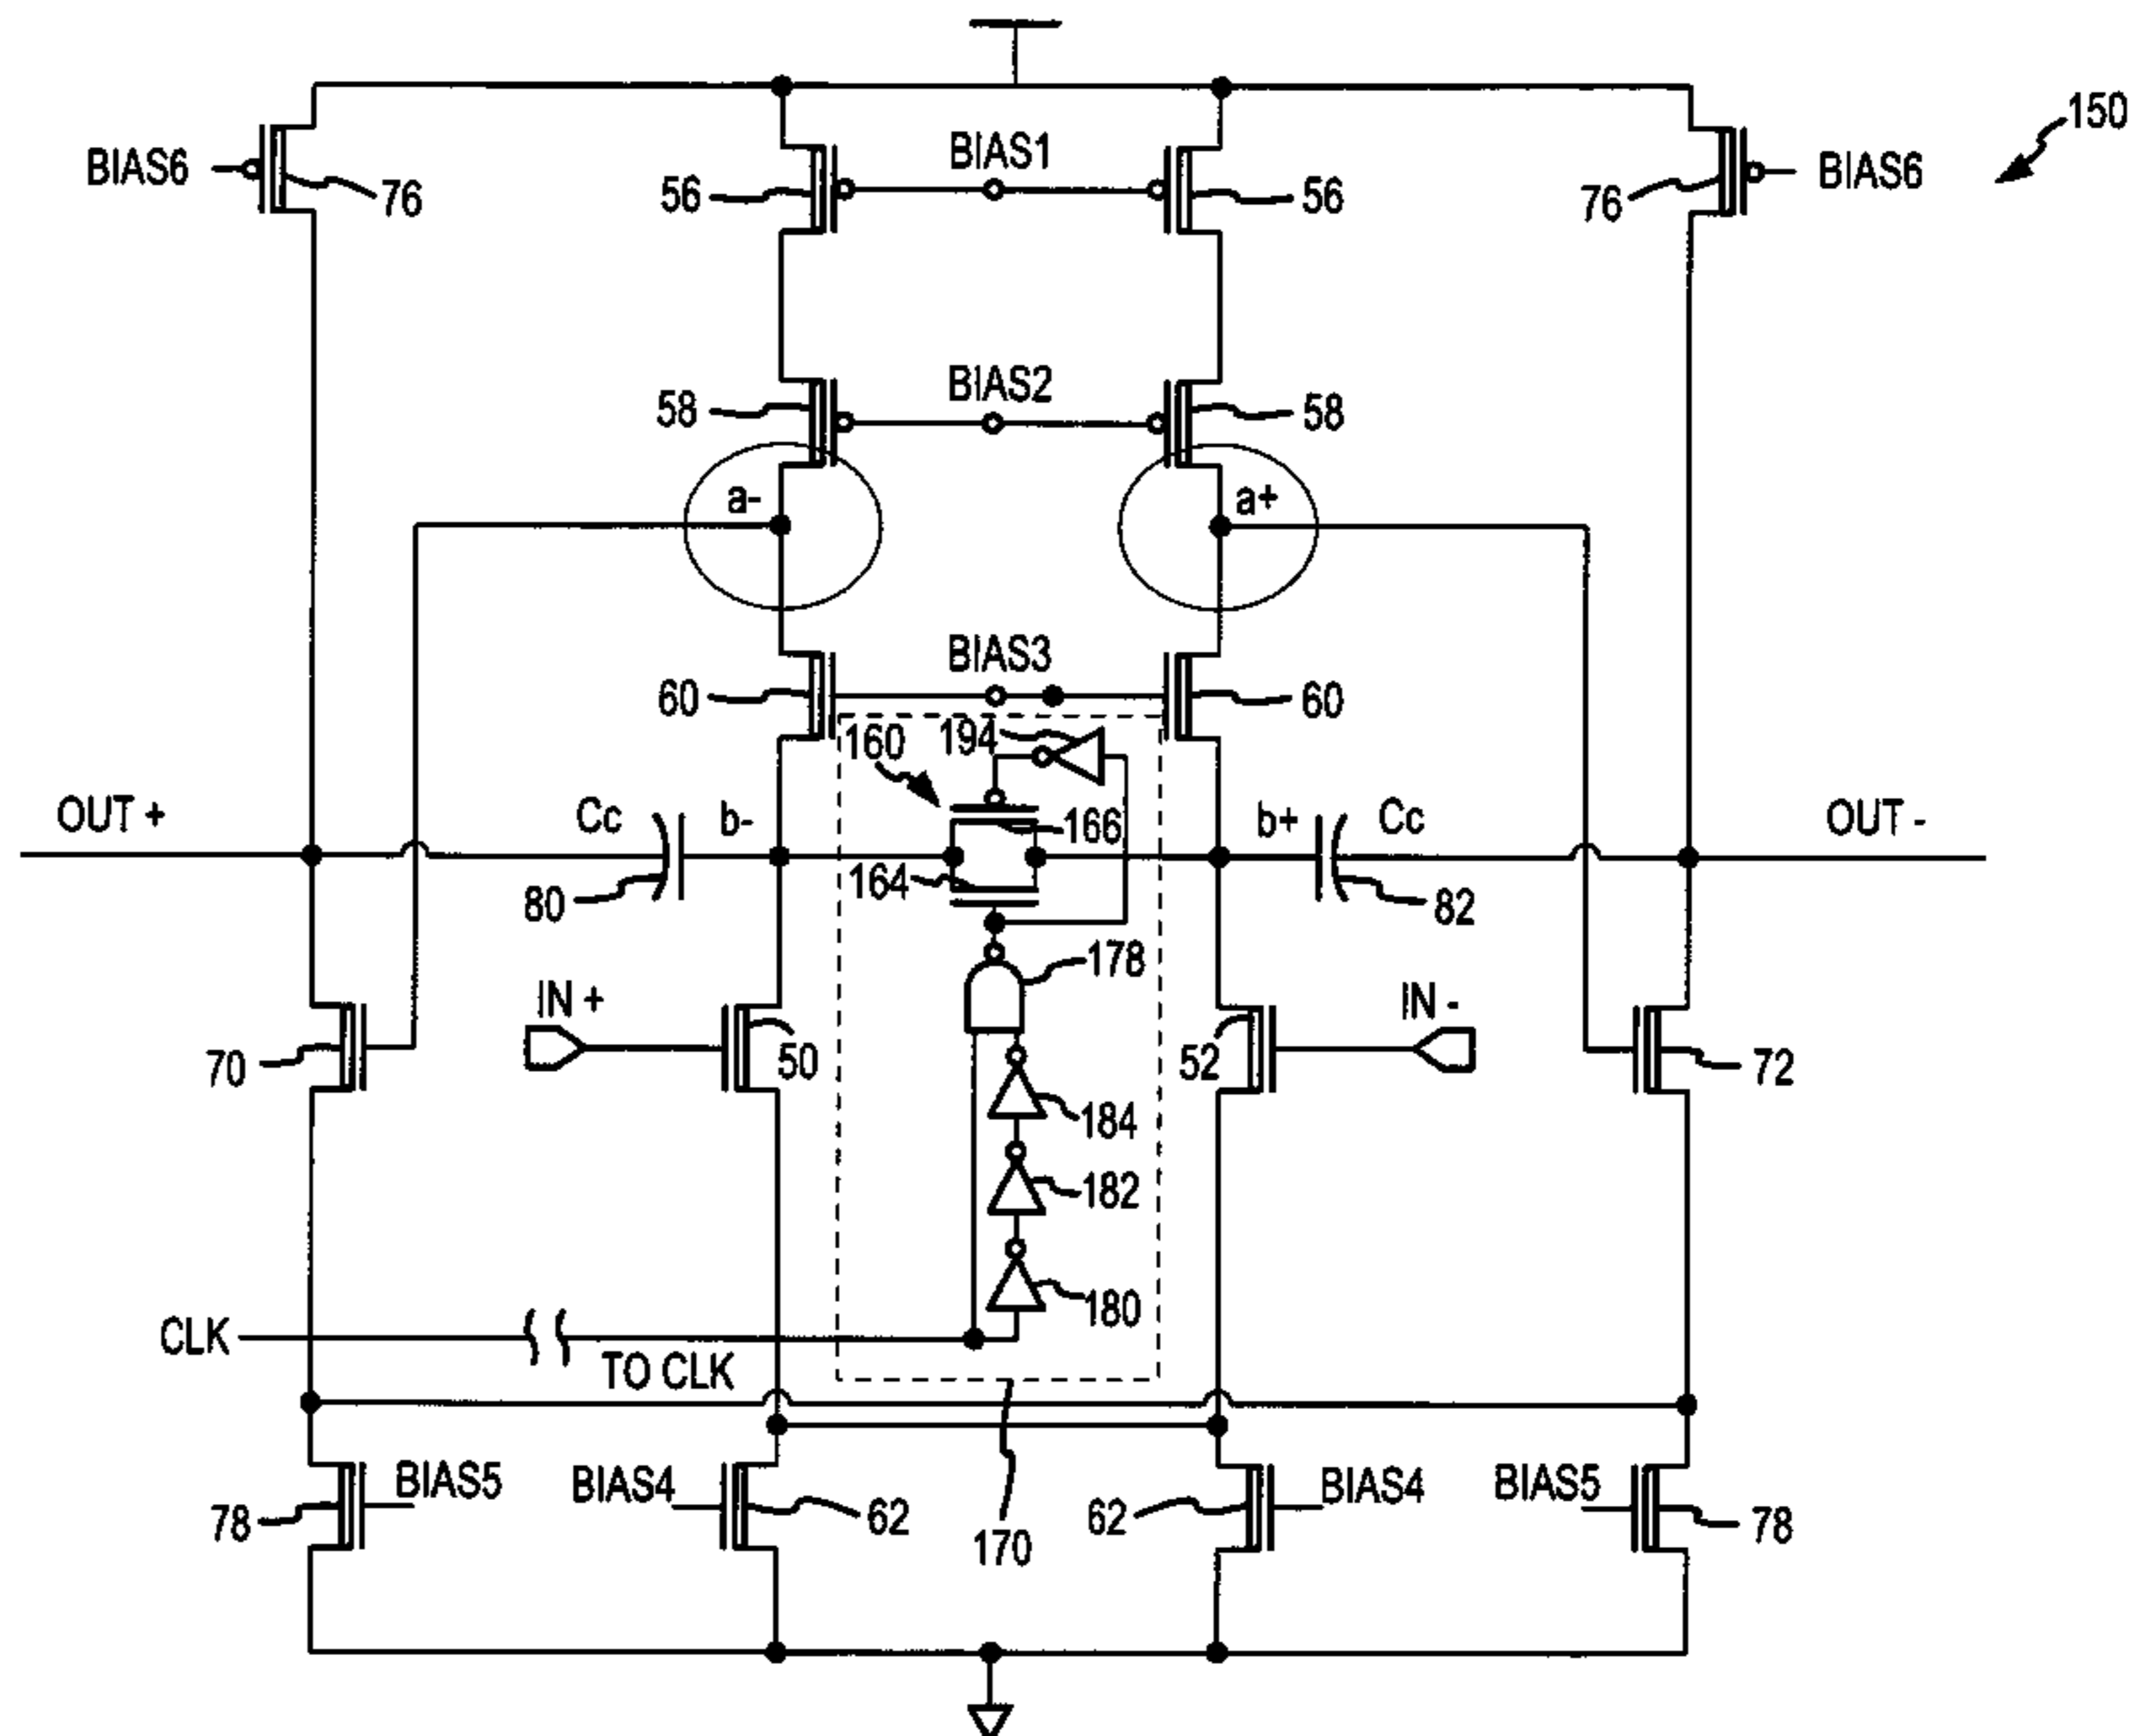 150
BIAS6 76 56 BIAS1 56 76 BIAS6
58 BIAS2 58
a- a+
60 BIAS3 60
160 194
OUT + Cc b- 166 b+ Cc OUT -
80 164 82
178
IN + IN -
70 50 52 72
184
182
180
CLK TO CLK
78 BIAS5 BIAS4 62 62 BIAS4 BIAS5 78
170